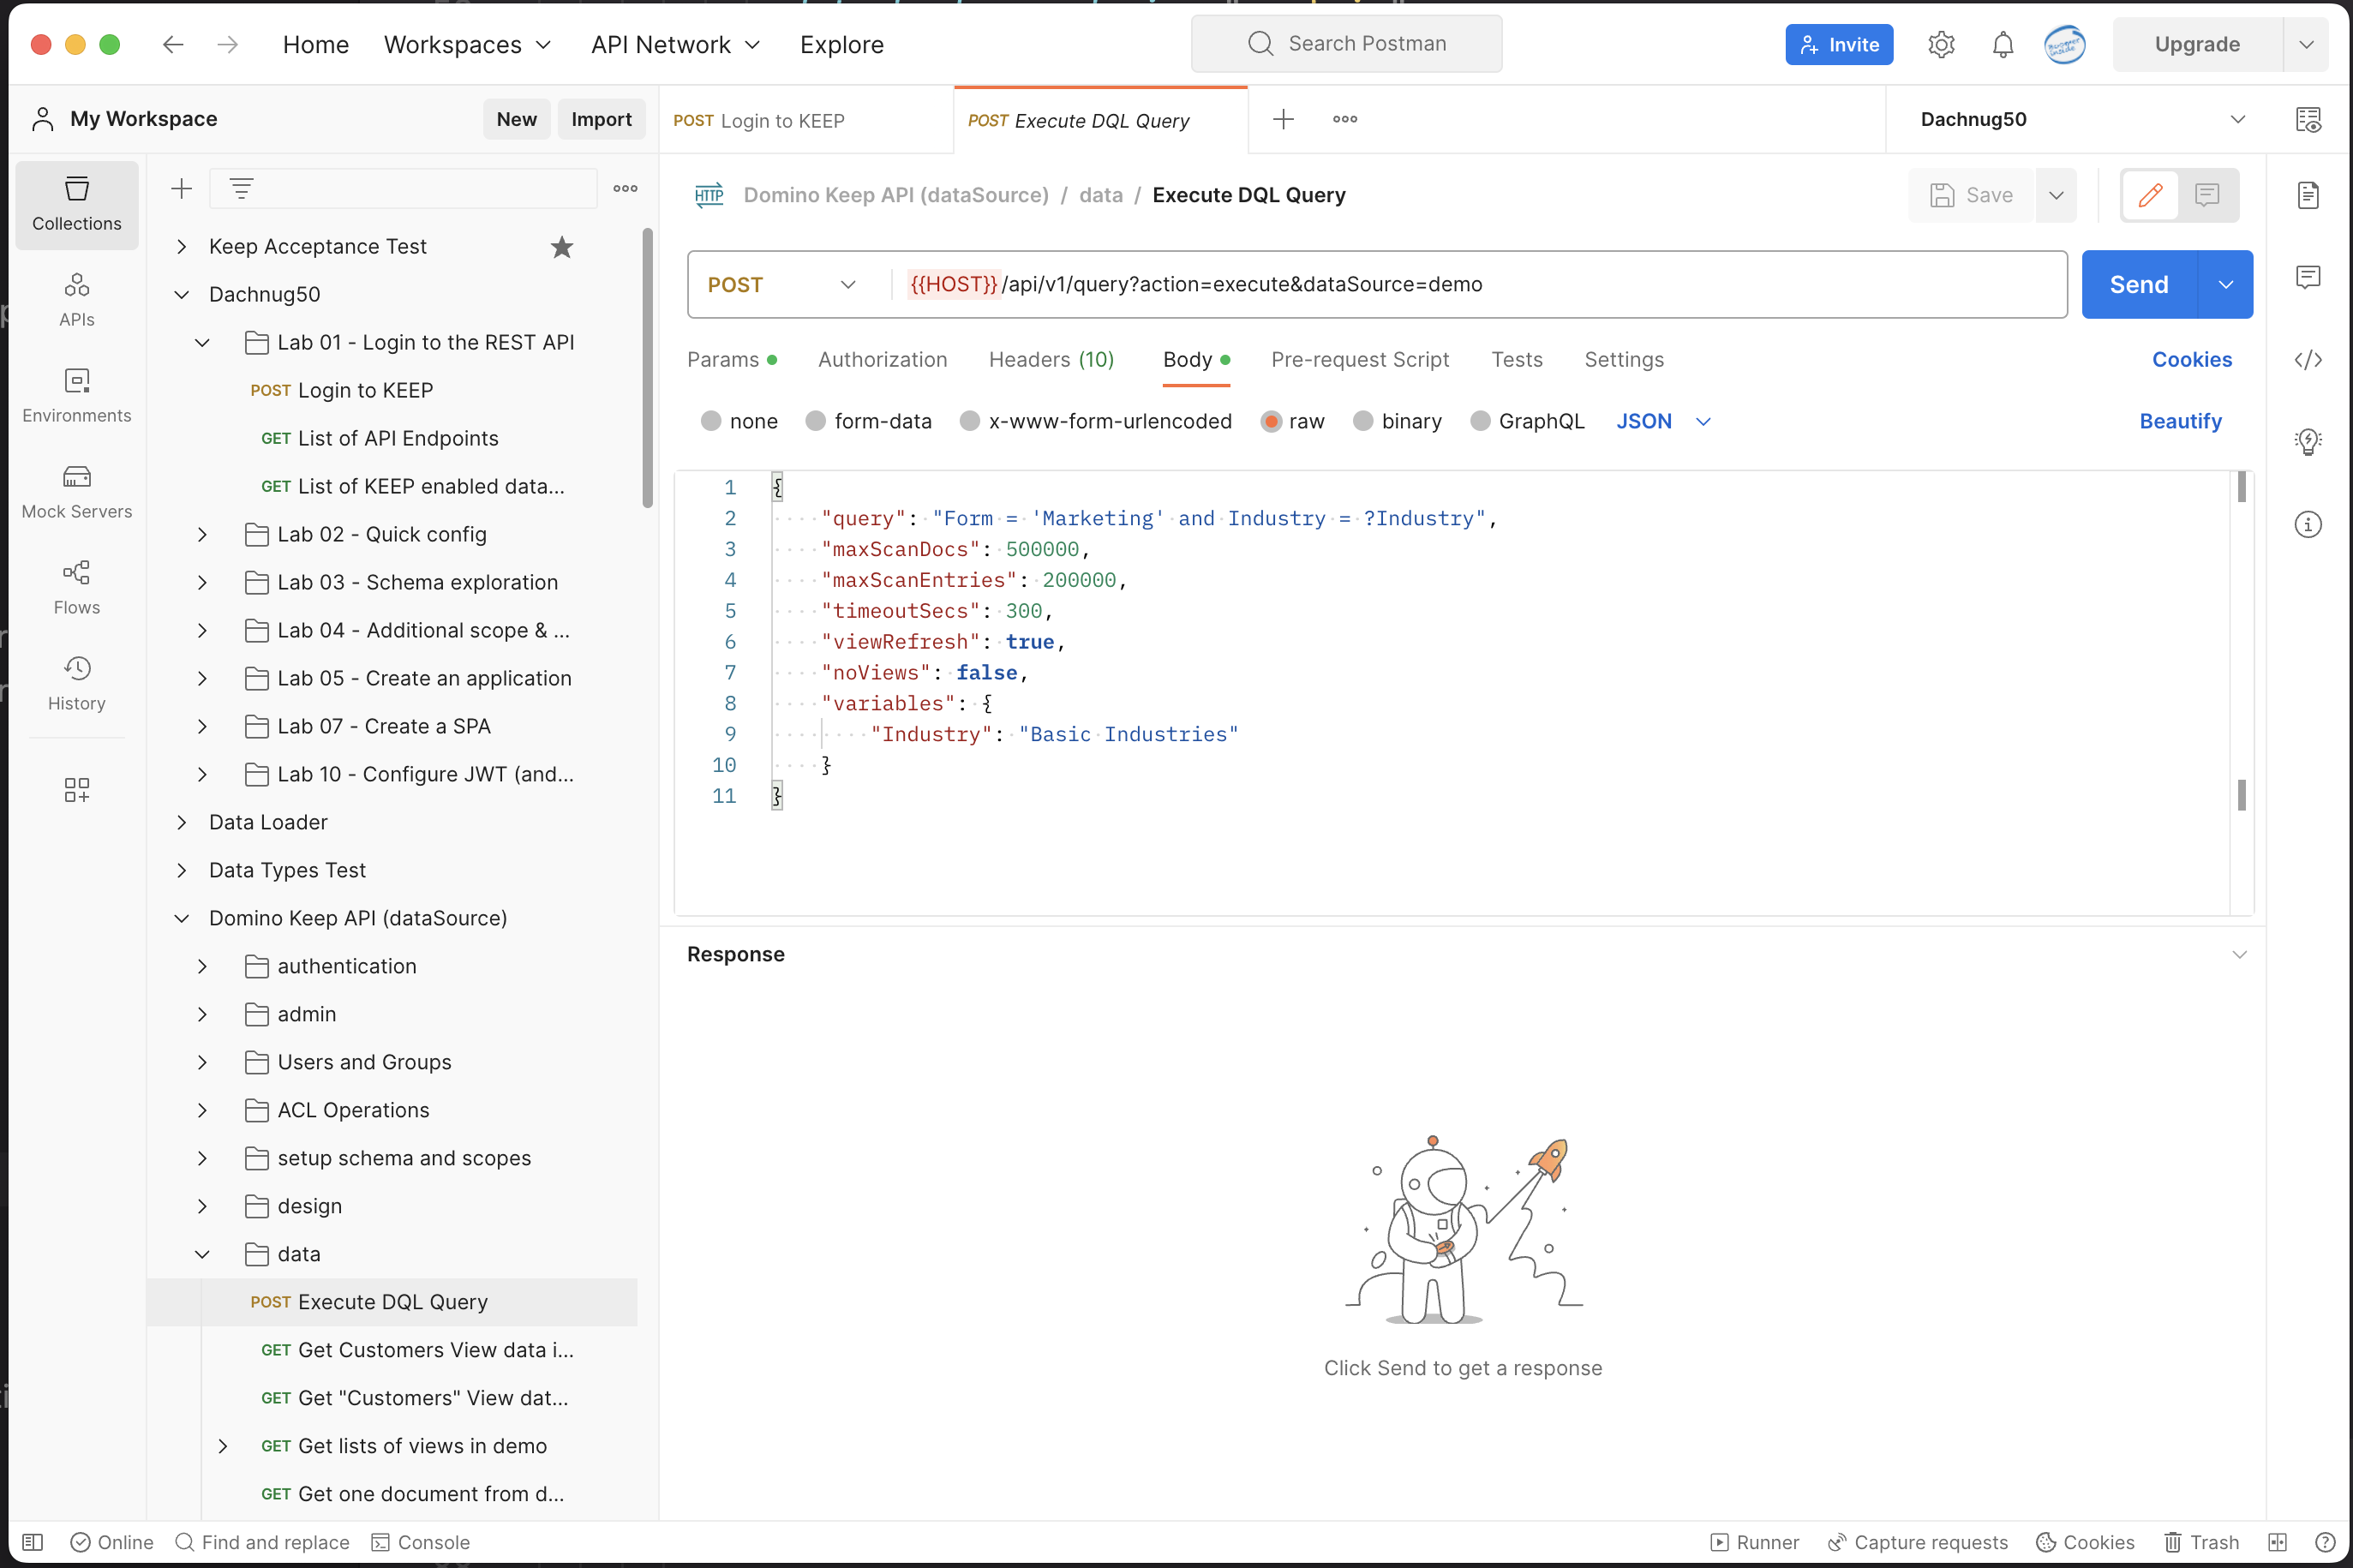 Home
Workspaces
API Network
Explore
Search Postman
Invite
Upgrade
My Workspace
New
Import
POST Login to KEEP
POST Execute DQL Query
Dachnug50
Collections
APIs
Environments
Mock Servers
Flows
History
Keep Acceptance Test
Dachnug50
Lab 01 - Login to the REST API
POST Login to KEEP
GET List of API Endpoints
GET List of KEEP enabled data...
Lab 02 - Quick config
Lab 03 - Schema exploration
Lab 04 - Additional scope & ...
Lab 05 - Create an application
Lab 07 - Create a SPA
Lab 10 - Configure JWT (and...
Data Loader
Data Types Test
Domino Keep API (dataSource)
authentication
admin
Users and Groups
ACL Operations
setup schema and scopes
design
data
POST Execute DQL Query
GET Get Customers View data i...
GET Get "Customers" View dat...
GET Get lists of views in demo
GET Get one document from d...
HTTP Domino Keep API (dataSource) / data / Execute DQL Query
Save
POST {{HOST}}/api/v1/query?action=execute&dataSource=demo
Send
Params Authorization Headers (10) Body Pre-request Script Tests Settings Cookies
none form-data x-www-form-urlencoded raw binary GraphQL JSON Beautify
1 {
2 "query": "Form = 'Marketing' and Industry = ?Industry",
3 "maxScanDocs": 500000,
4 "maxScanEntries": 200000,
5 "timeoutSecs": 300,
6 "viewRefresh": true,
7 "noViews": false,
8 "variables": {
9 "Industry": "Basic Industries"
10 }
11 }
Response
Click Send to get a response
Online Find and replace Console
Runner Capture requests Cookies Trash